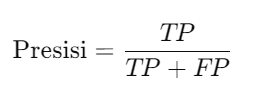 Presisi = TP / (TP + FP)